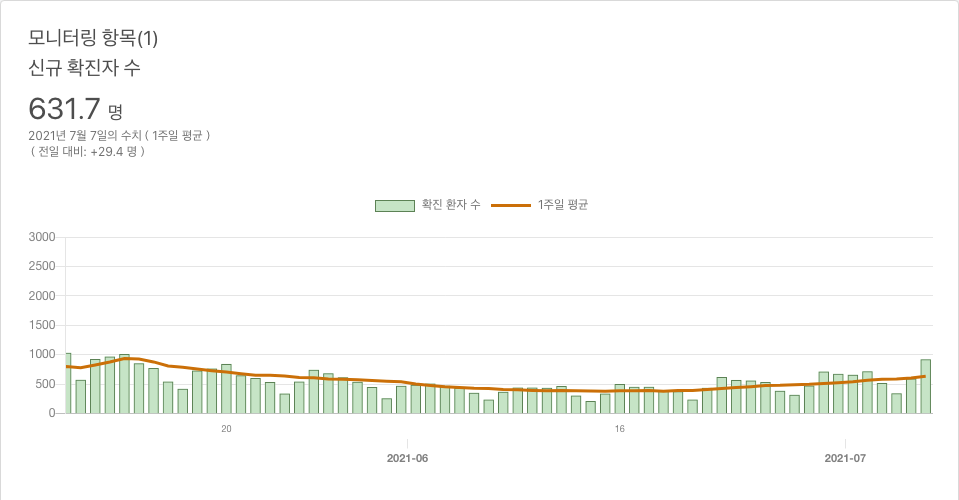 모니터링 항목(1)
신규 확진자 수
631.7 명
2021년 7월 7일의 수치 ( 1주일 평균 )
( 전일 대비: +29.4 명 )
확진 환자 수 1주일 평균
3000
2500
2000
1500
1000
500
0
20 16
2021-06 2021-07